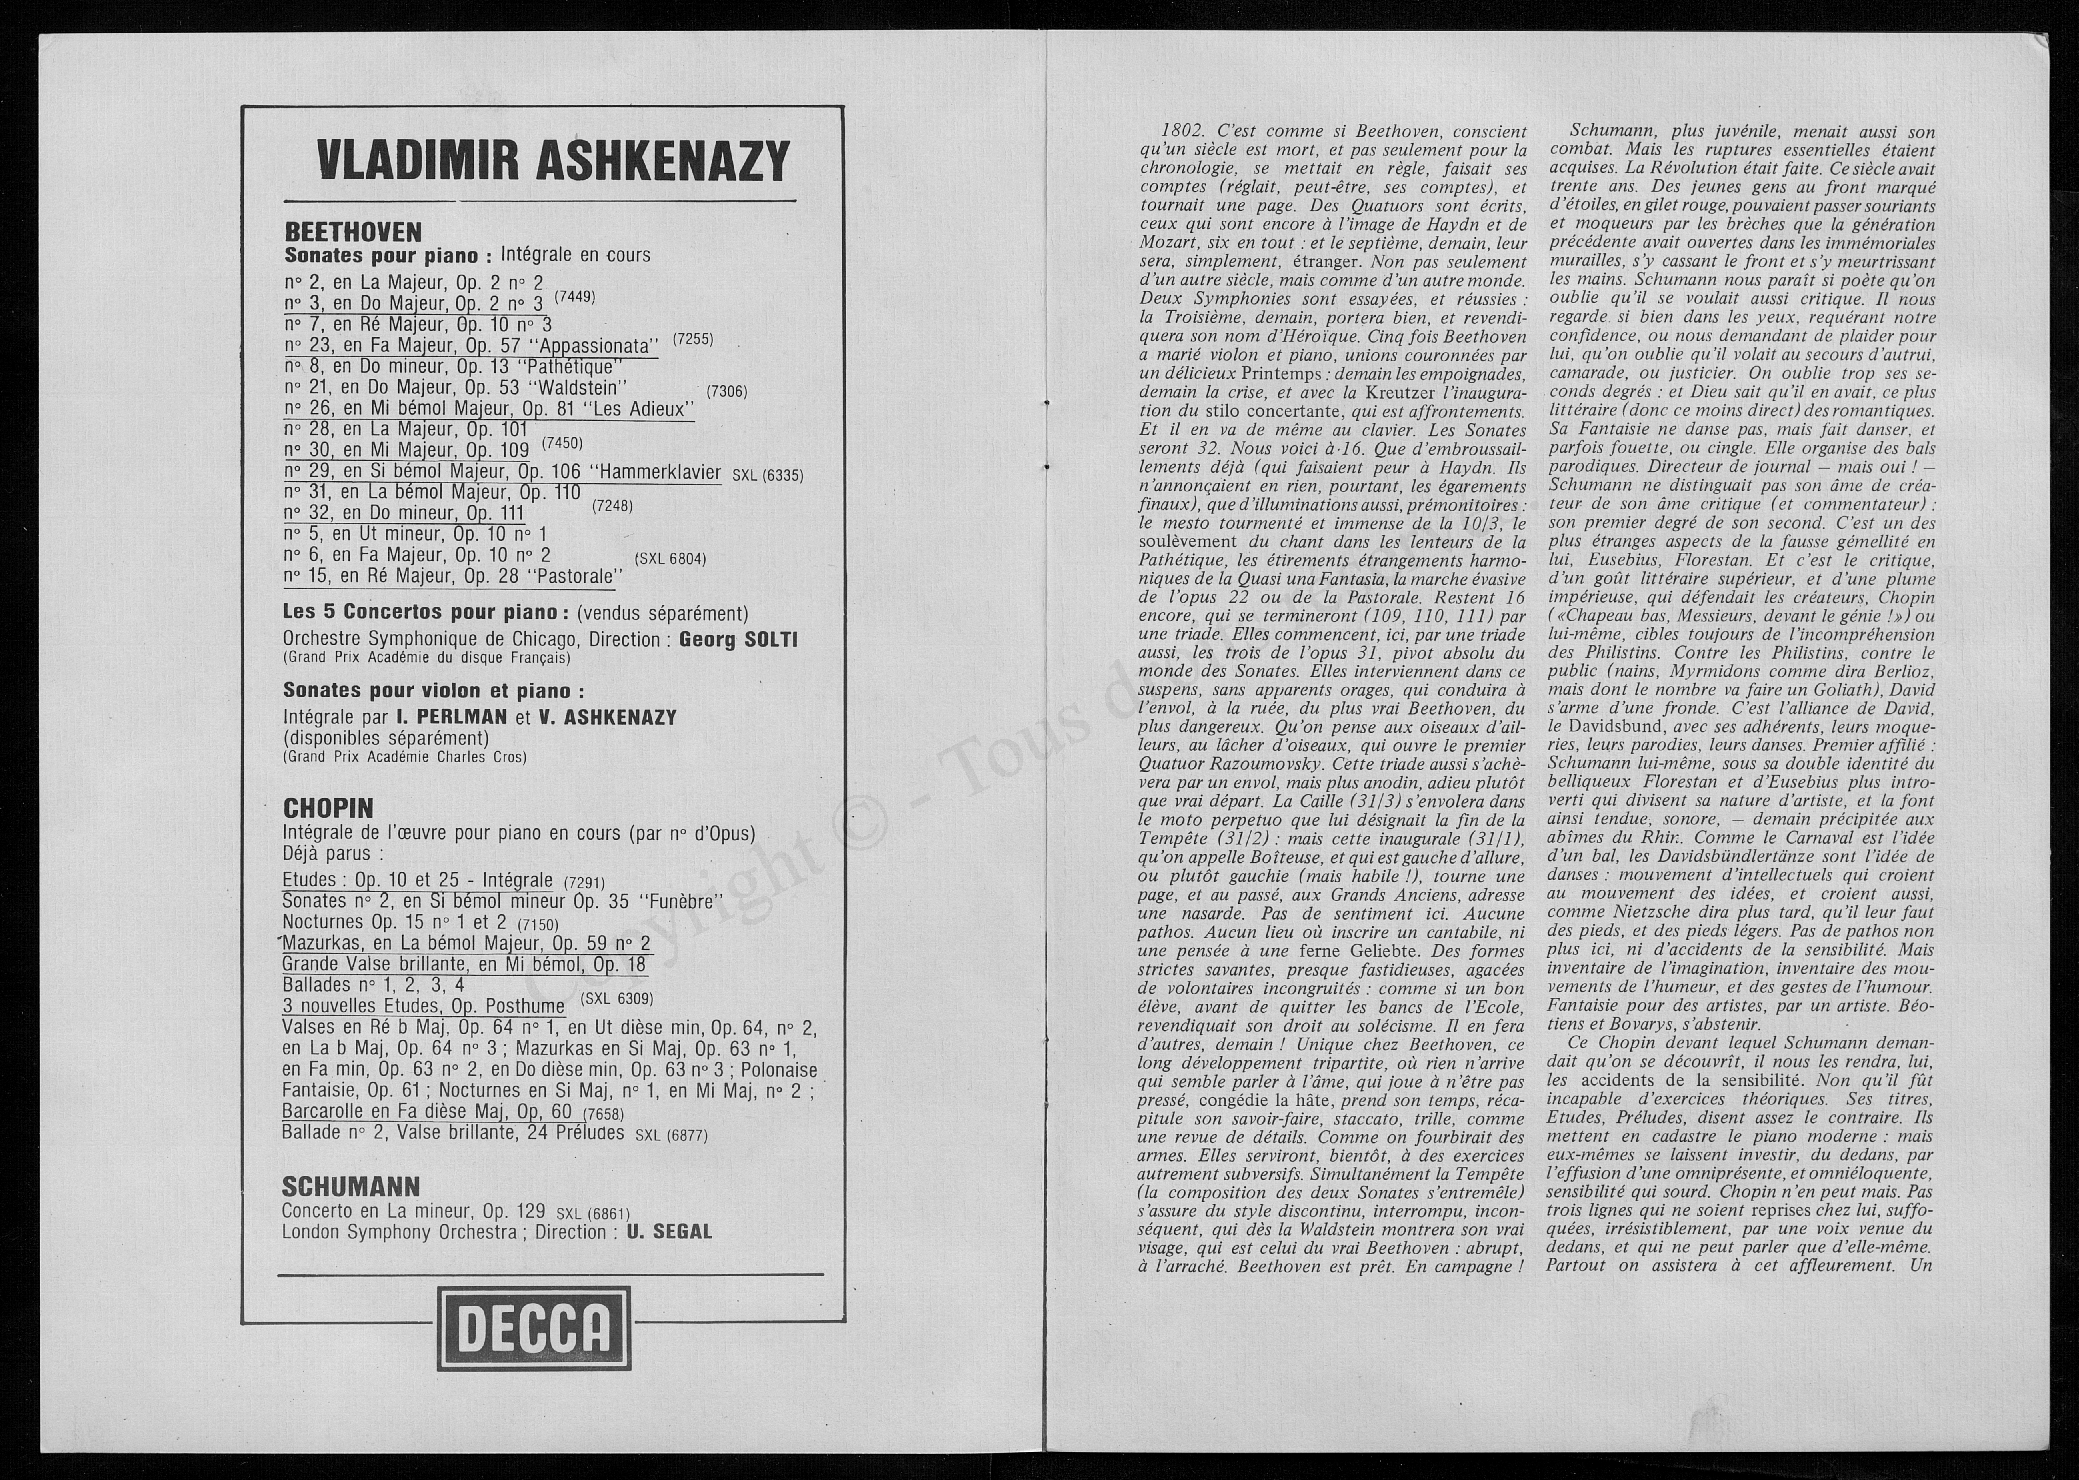 VLADIMIR ASHKENAZY
BEETHOVEN
Sonates pour piano : Intégrale en cours
nº 2, en La Majeur, Op. 2 nº 2
nº 3, en Do Majeur, Op. 2 nº 3 (7449)
nº 7, en Ré Majeur, Op. 10 nº 3
nº 23, en Fa Majeur, Op. 57 "Appassionata" (7255)
nº 8, en Do mineur, Op. 13 "Pathétique"
nº 21, en Do Majeur, Op. 53 "Waldstein" (7306)
nº 26, en Mi bémol Majeur, Op. 81 "Les Adieux"
nº 28, en La Majeur, Op. 101
nº 30, en Mi Majeur, Op. 109 (7450)
nº 29, en Si bémol Majeur, Op. 106 "Hammerklavier SXL (6335)
nº 31, en La bémol Majeur, Op. 110
nº 32, en Do mineur, Op. 111 (7248)
nº 5, en Ut mineur, Op. 10 nº 1
nº 6, en Fa Majeur, Op. 10 nº 2 (SXL 6804)
nº 15, en Ré Majeur, Op. 28 "Pastorale"
Les 5 Concertos pour piano : (vendus séparément)
Orchestre Symphonique de Chicago, Direction : Georg SOLTI
(Grand Prix Académie du disque Français)
Sonates pour violon et piano :
Intégrale par I. PERLMAN et V. ASHKENAZY
(disponibles séparément)
(Grand Prix Académie Charles Cros)
CHOPIN
Intégrale de l'œuvre pour piano en cours (par nº d'Opus)
Déjà parus :
Etudes : Op. 10 et 25 - Intégrale (7291)
Sonates nº 2, en Si bémol mineur Op. 35 "Funèbre"
Nocturnes Op. 15 nº 1 et 2 (7150)
Mazurkas, en La bémol Majeur, Op. 59 nº 2
Grande Valse brillante, en Mi bémol, Op. 18
Ballades nº 1, 2, 3, 4
3 nouvelles Etudes, Op. Posthume (SXL 6309)
Valses en Ré b Maj, Op. 64 nº 1, en Ut dièse min, Op. 64, nº 2,
en La b Maj, Op. 64 nº 3 ; Mazurkas en Si Maj, Op. 63 nº 1,
en Fa min, Op. 63 nº 2, en Do dièse min, Op. 63 nº 3 ; Polonaise
Fantaisie, Op. 61 ; Nocturnes en Si Maj, nº 1, en Mi Maj, nº 2 ;
Barcarolle en Fa dièse Maj, Op, 60 (7658)
Ballade nº 2, Valse brillante, 24 Préludes SXL (6877)
SCHUMANN
Concerto en La mineur, Op. 129 SXL (6861)
London Symphony Orchestra ; Direction : U. SEGAL
DECCA
1802. C'est comme si Beethoven, conscient
qu'un siècle est mort, et pas seulement pour la
chronologie, se mettait en règle, faisait ses
comptes (réglait, peut-être, ses comptes), et
tournait une page. Des Quatuors sont écrits,
ceux qui sont encore à l'image de Haydn et de
Mozart, six en tout : et le septième, demain, leur
sera, simplement, étranger. Non pas seulement
d'un autre siècle, mais comme d'un autre monde.
Deux Symphonies sont essayées, et réussies :
la Troisième, demain, portera bien, et revendi-
quera son nom d'Héroïque. Cinq fois Beethoven
a marié violon et piano, unions couronnées par
un délicieux Printemps : demain les empoignades,
demain la crise, et avec la Kreutzer l'inaugura-
tion du stilo concertante, qui est affrontements.
Et il en va de même au clavier. Les Sonates
seront 32. Nous voici à 16. Que d'embroussail-
lements déjà (qui faisaient peur à Haydn. Ils
n'annonçaient en rien, pourtant, les égarements
finaux), que d'illuminations aussi, prémonitoires :
le mesto tourmenté et immense de la 10/3, le
soulèvement du chant dans les lenteurs de la
Pathétique, les étirements étrangements harmo-
niques de la Quasi una Fantasia, la marche évasive
de l'opus 22 ou de la Pastorale. Restent 16
encore, qui se termineront (109, 110, 111) par
une triade. Elles commencent, ici, par une triade
aussi, les trois de l'opus 31, pivot absolu du
monde des Sonates. Elles interviennent dans ce
suspens, sans apparents orages, qui conduira à
l'envol, à la ruée, du plus vrai Beethoven, du
plus dangereux. Qu'on pense aux oiseaux d'ail-
leurs, au lâcher d'oiseaux, qui ouvre le premier
Quatuor Razoumovsky. Cette triade aussi s'achè-
vera par un envol, mais plus anodin, adieu plutôt
que vrai départ. La Caille (31/3) s'envolera dans
le moto perpetuo que lui désignait la fin de la
Tempête (31/2) : mais cette inaugurale (31/1),
qu'on appelle Boîteuse, et qui est gauche d'allure,
ou plutôt gauchie (mais habile !), tourne une
page, et au passé, aux Grands Anciens, adresse
une nasarde. Pas de sentiment ici. Aucune
pathos. Aucun lieu où inscrire un cantabile, ni
une pensée à une ferne Geliebte. Des formes
strictes savantes, presque fastidieuses, agacées
de volontaires incongruités : comme si un bon
élève, avant de quitter les bancs de l'Ecole,
revendiquait son droit au solécisme. Il en fera
d'autres, demain ! Unique chez Beethoven, ce
long développement tripartite, où rien n'arrive
qui semble parler à l'âme, qui joue à n'être pas
pressé, congédie la hâte, prend son temps, réca-
pitule son savoir-faire, staccato, trille, comme
une revue de détails. Comme on fourbirait des
armes. Elles serviront, bientôt, à des exercices
autrement subversifs. Simultanément la Tempête
(la composition des deux Sonates s'entremêle)
s'assure du style discontinu, interrompu, incon-
séquent, qui dès la Waldstein montrera son vrai
visage, qui est celui du vrai Beethoven : abrupt,
à l'arraché. Beethoven est prêt. En campagne !
Schumann, plus juvénile, menait aussi son
combat. Mais les ruptures essentielles étaient
acquises. La Révolution était faite. Ce siècle avait
trente ans. Des jeunes gens au front marqué
d'étoiles, en gilet rouge, pouvaient passer souriants
et moqueurs par les brèches que la génération
précédente avait ouvertes dans les immémoriales
murailles, s'y cassant le front et s'y meurtrissant
les mains. Schumann nous paraît si poète qu'on
oublie qu'il se voulait aussi critique. Il nous
regarde si bien dans les yeux, requérant notre
confidence, ou nous demandant de plaider pour
lui, qu'on oublie qu'il volait au secours d'autrui,
camarade, ou justicier. On oublie trop ses se-
conds degrés : et Dieu sait qu'il en avait, ce plus
littéraire (donc ce moins direct) des romantiques.
Sa Fantaisie ne danse pas, mais fait danser, et
parfois fouette, ou cingle. Elle organise des bals
parodiques. Directeur de journal — mais oui ! —
Schumann ne distinguait pas son âme de créa-
teur de son âme critique (et commentateur) :
son premier degré de son second. C'est un des
plus étranges aspects de la fausse gémellité en
lui, Eusebius, Florestan. Et c'est le critique,
d'un goût littéraire supérieur, et d'une plume
impérieuse, qui défendait les créateurs, Chopin
(«Chapeau bas, Messieurs, devant le génie !») ou
lui-même, cibles toujours de l'incompréhension
des Philistins. Contre les Philistins, contre le
public (nains, Myrmidons comme dira Berlioz,
mais dont le nombre va faire un Goliath), David
s'arme d'une fronde. C'est l'alliance de David,
le Davidsbund, avec ses adhérents, leurs moque-
ries, leurs parodies, leurs danses. Premier affilié :
Schumann lui-même, sous sa double identité du
belliqueux Florestan et d'Eusebius plus intro-
verti qui divisent sa nature d'artiste, et la font
ainsi tendue, sonore, — demain précipitée aux
abîmes du Rhin. Comme le Carnaval est l'idée
d'un bal, les Davidsbündlertänze sont l'idée de
danses : mouvement d'intellectuels qui croient
au mouvement des idées, et croient aussi,
comme Nietzsche dira plus tard, qu'il leur faut
des pieds, et des pieds légers. Pas de pathos non
plus ici, ni d'accidents de la sensibilité. Mais
inventaire de l'imagination, inventaire des mou-
vements de l'humeur, et des gestes de l'humour.
Fantaisie pour des artistes, par un artiste. Béo-
tiens et Bovarys, s'abstenir.
Ce Chopin devant lequel Schumann deman-
dait qu'on se découvrît, il nous les rendra, lui,
les accidents de la sensibilité. Non qu'il fût
incapable d'exercices théoriques. Ses titres,
Etudes, Préludes, disent assez le contraire. Ils
mettent en cadastre le piano moderne : mais
eux-mêmes se laissent investir, du dedans, par
l'effusion d'une omniprésente, et omniéloquente,
sensibilité qui sourd. Chopin n'en peut mais. Pas
trois lignes qui ne soient reprises chez lui, suffo-
quées, irrésistiblement, par une voix venue du
dedans, et qui ne peut parler que d'elle-même.
Partout on assistera à cet affleurement. Un